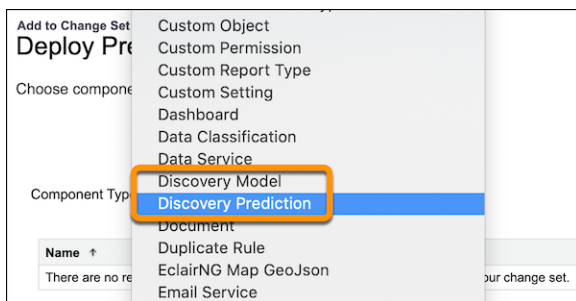 Add to Change Set
Deploy Pre
Choose compone
Custom Object
Custom Permission
Custom Report Type
Custom Setting
Dashboard
Data Classification
Data Service
Discovery Model
Discovery Prediction
Document
Duplicate Rule
EclairNG Map GeoJson
Email Service
Component Typ
Name ↑
There are no re
our change set.